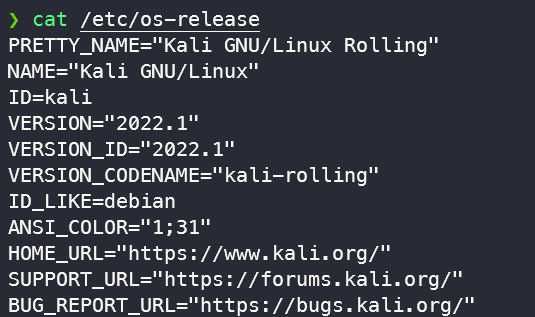 ❯ cat /etc/os-release
PRETTY_NAME="Kali GNU/Linux Rolling"
NAME="Kali GNU/Linux"
ID=kali
VERSION="2022.1"
VERSION_ID="2022.1"
VERSION_CODENAME="kali-rolling"
ID_LIKE=debian
ANSI_COLOR="1;31"
HOME_URL="https://www.kali.org/"
SUPPORT_URL="https://forums.kali.org/"
BUG_REPORT_URL="https://bugs.kali.org/"